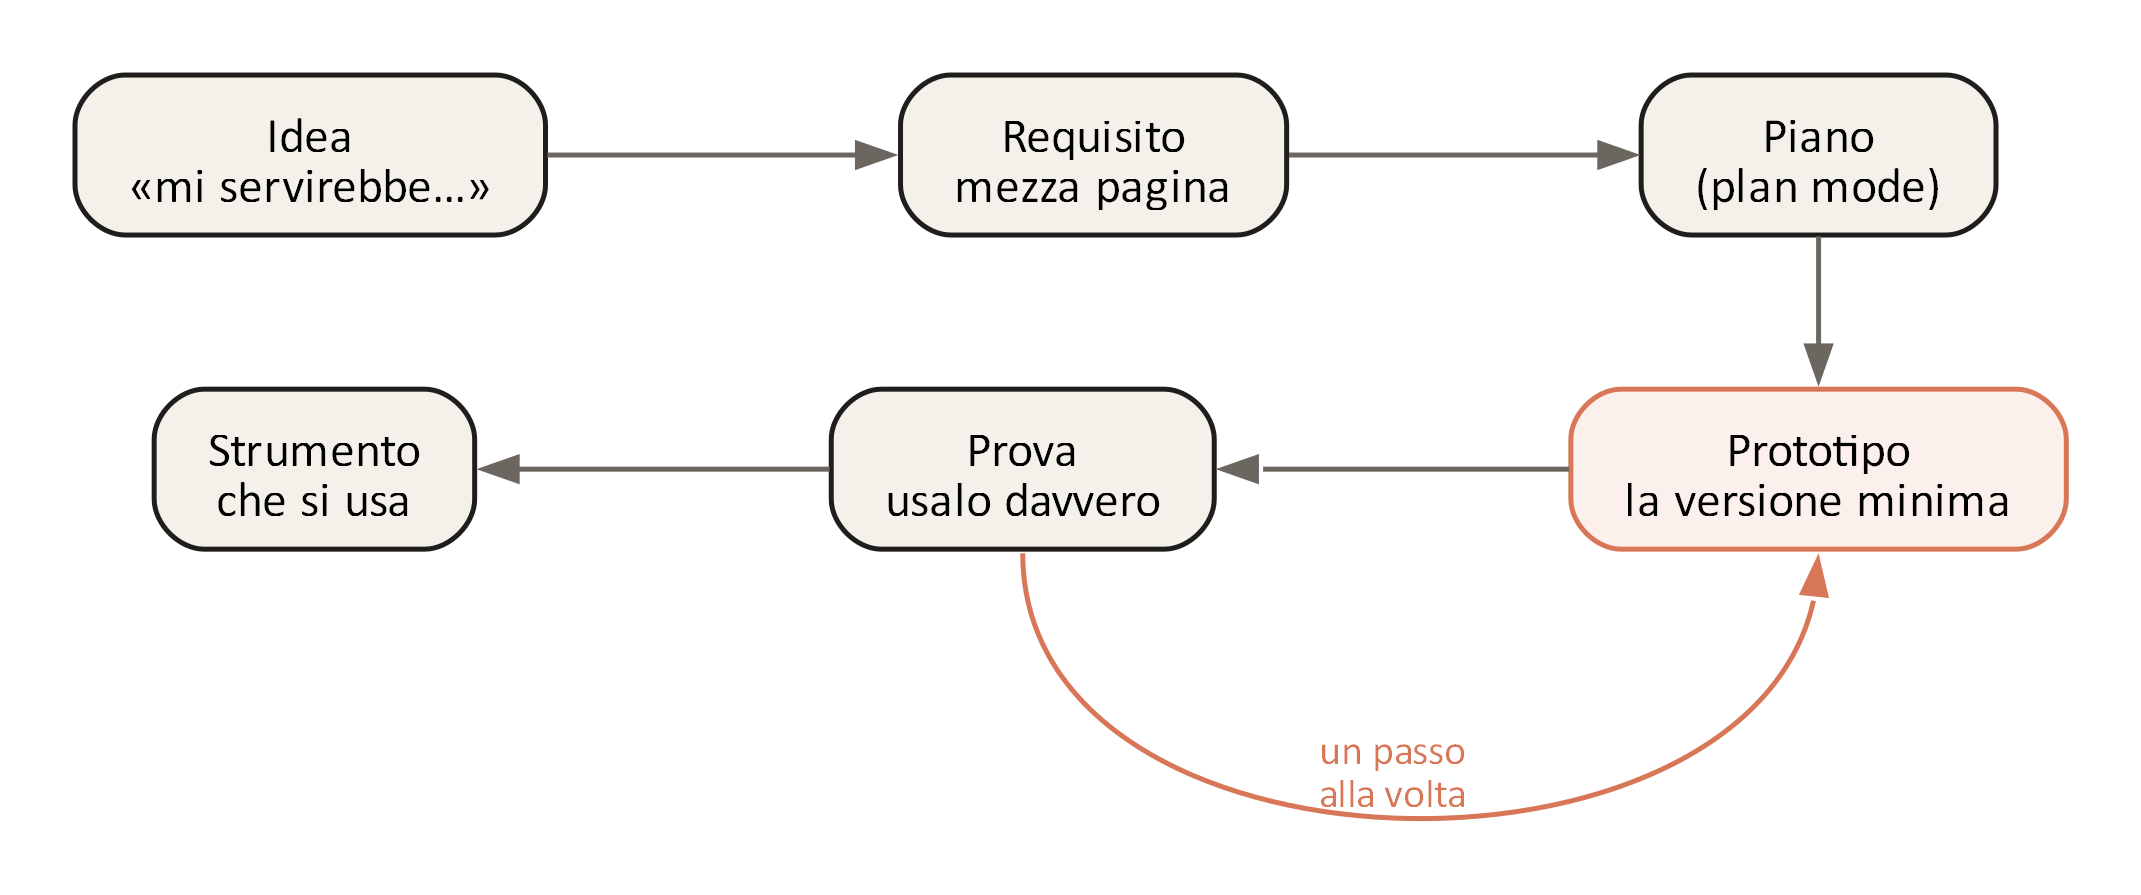 Idea
«mi servirebbe...»
Requisito
mezza pagina
Piano
(plan mode)
Strumento
che si usa
Prova
usalo davvero
Prototipo
la versione minima
un passo
alla volta